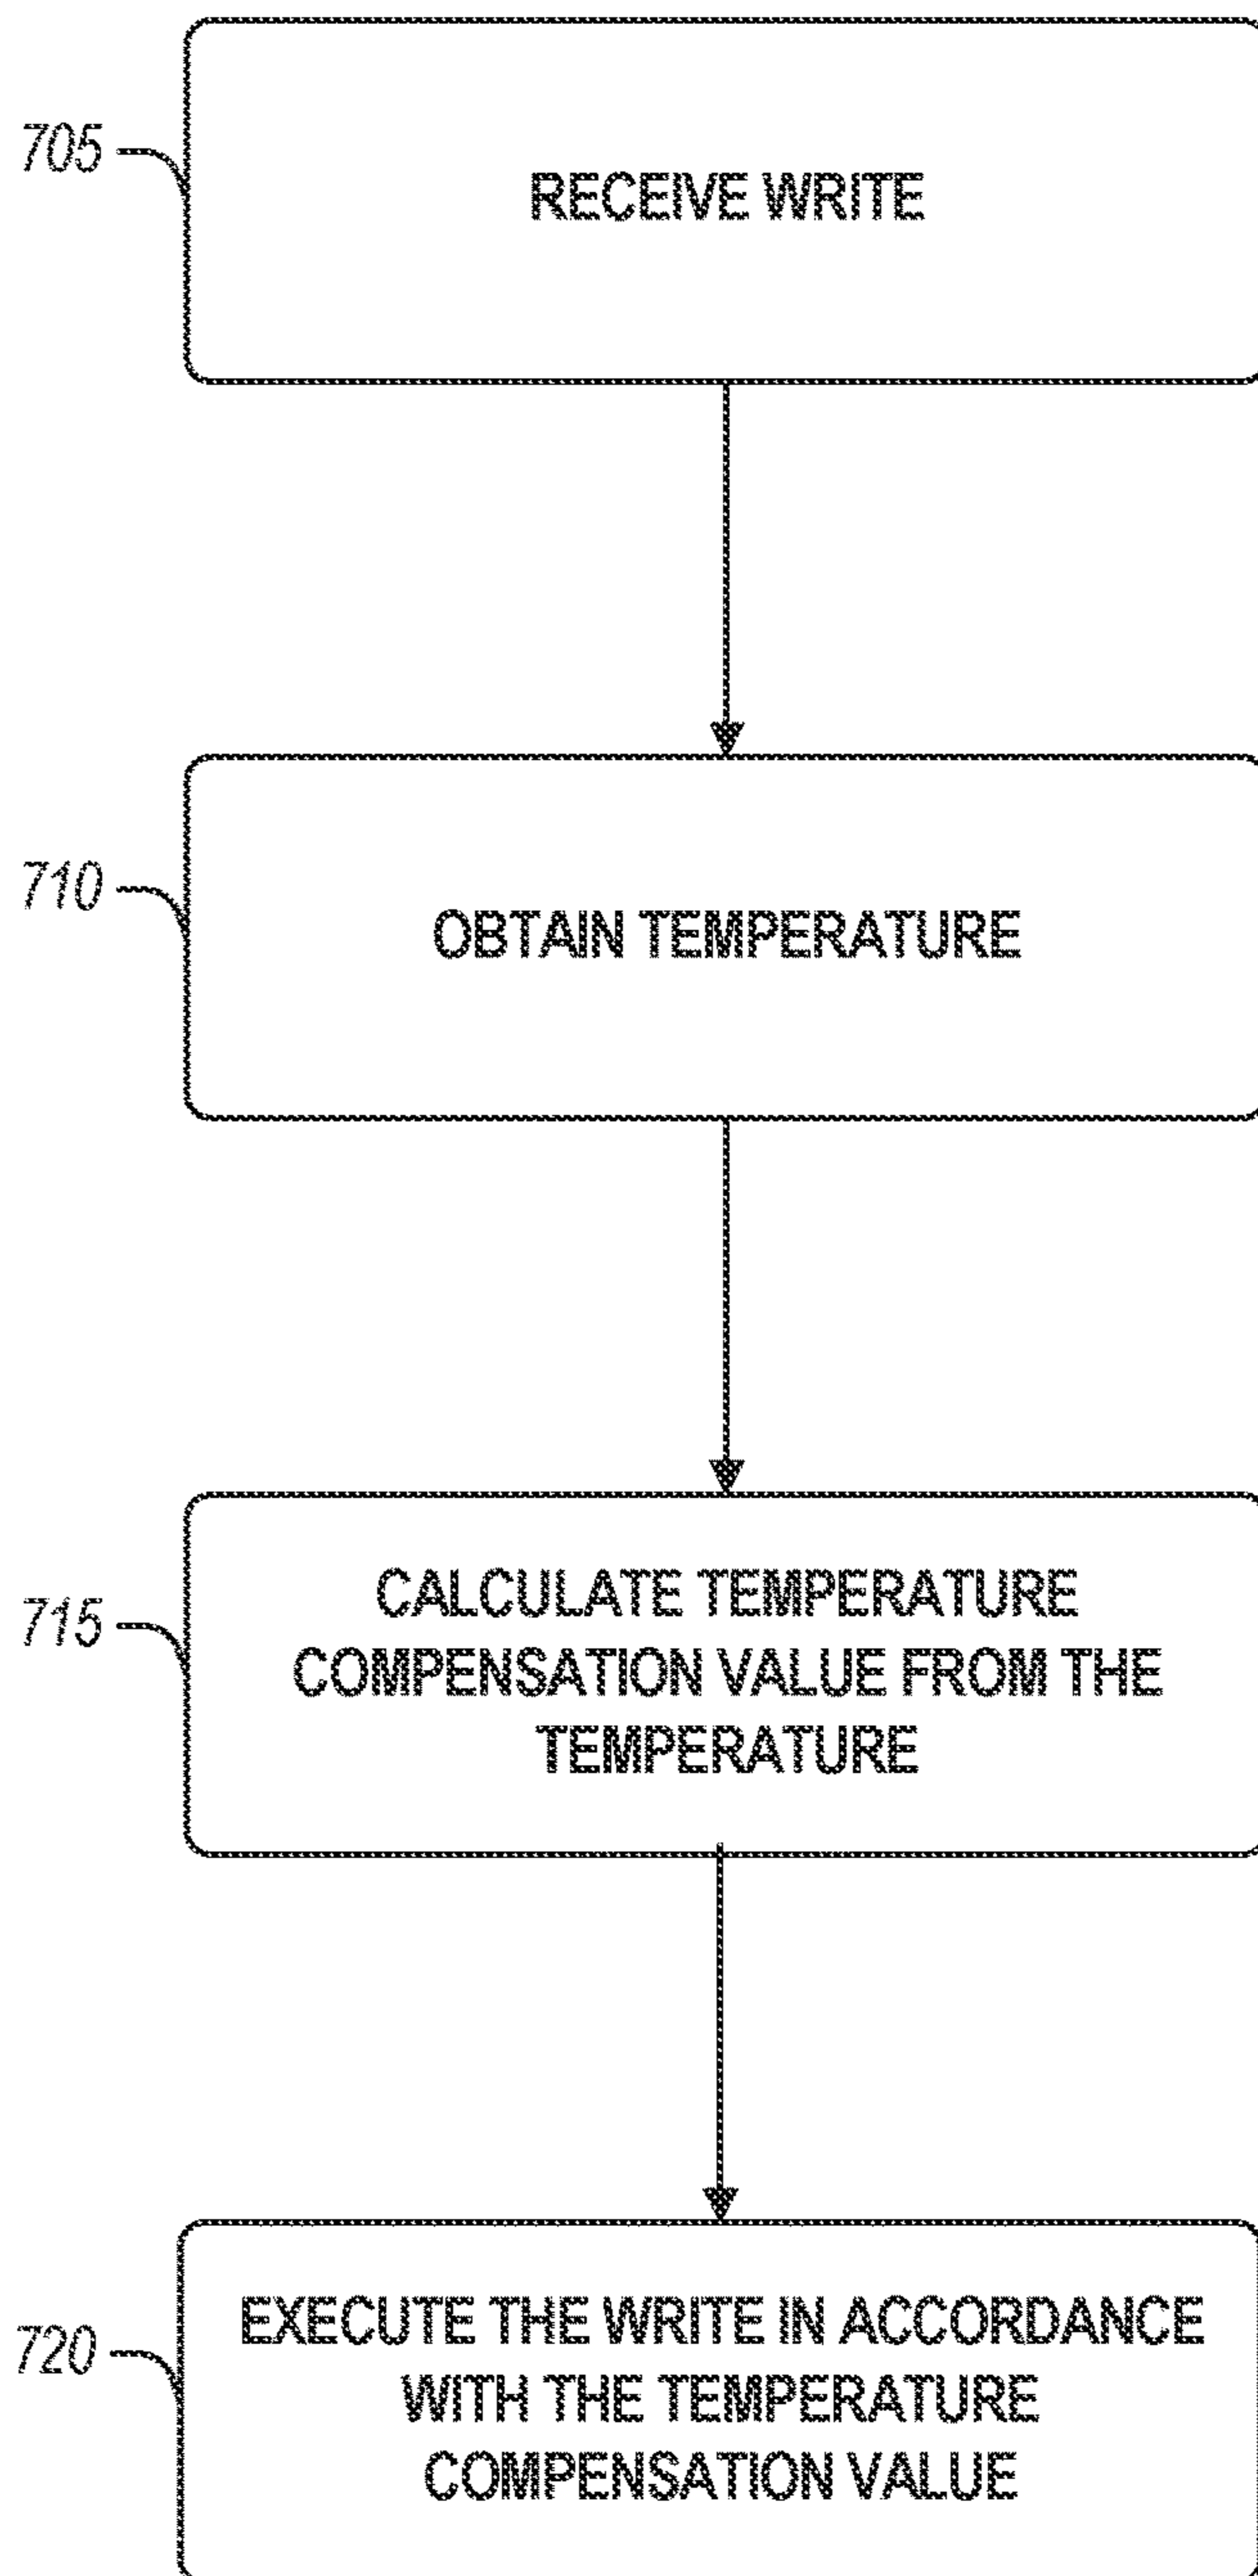 705
RECEIVE WRITE
710
OBTAIN TEMPERATURE
715
CALCULATE TEMPERATURE
COMPENSATION VALUE FROM THE
TEMPERATURE
720
EXECUTE THE WRITE IN ACCORDANCE
WITH THE TEMPERATURE
COMPENSATION VALUE